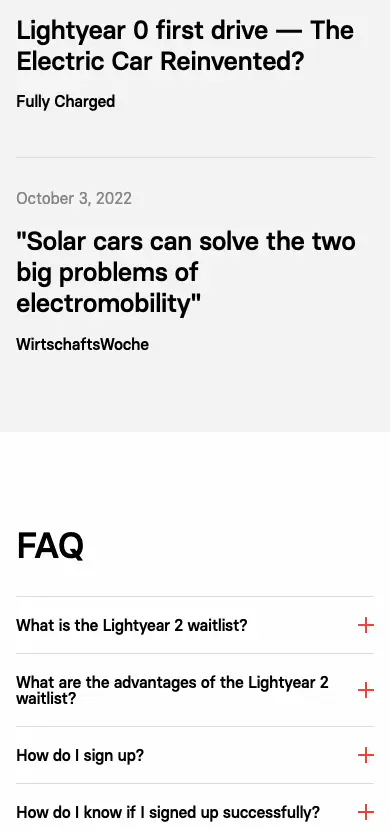 Lightyear 0 first drive — The
Electric Car Reinvented?
Fully Charged
October 3, 2022
"Solar cars can solve the two
big problems of
electromobility"
WirtschaftsWoche
FAQ
What is the Lightyear 2 waitlist?
What are the advantages of the Lightyear 2
waitlist?
How do I sign up?
How do I know if I signed up successfully?